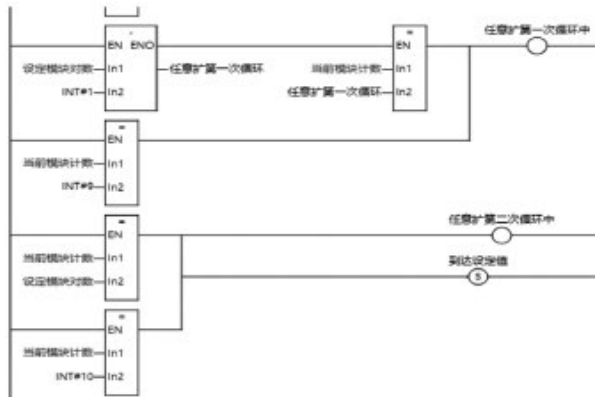 EN ENO
设定模块对数 In1 任意扩第一次循环
INT#1 In2
= EN
当前模块计数 In1
任意扩第一次循环 In2
任意扩第一次循环中
= EN
当前模块计数 In1
INT#9 In2
= EN
当前模块计数 In1
设定模块对数 In2
任意扩第二次循环中
到达设定值
S
= EN
当前模块计数 In1
INT#10 In2